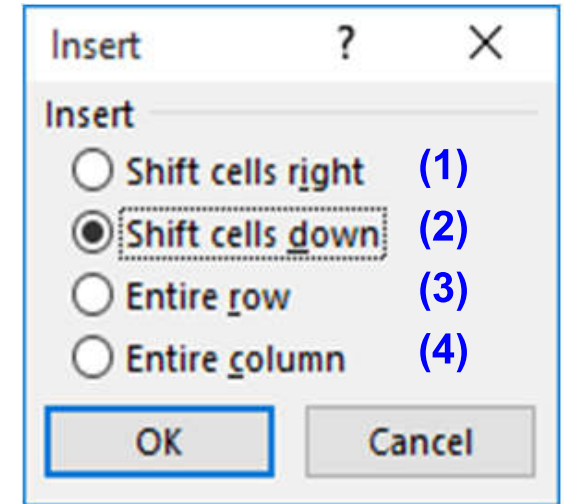 Insert ? ×
Insert
Shift cells right (1)
Shift cells down (2)
Entire row (3)
Entire column (4)
OK Cancel